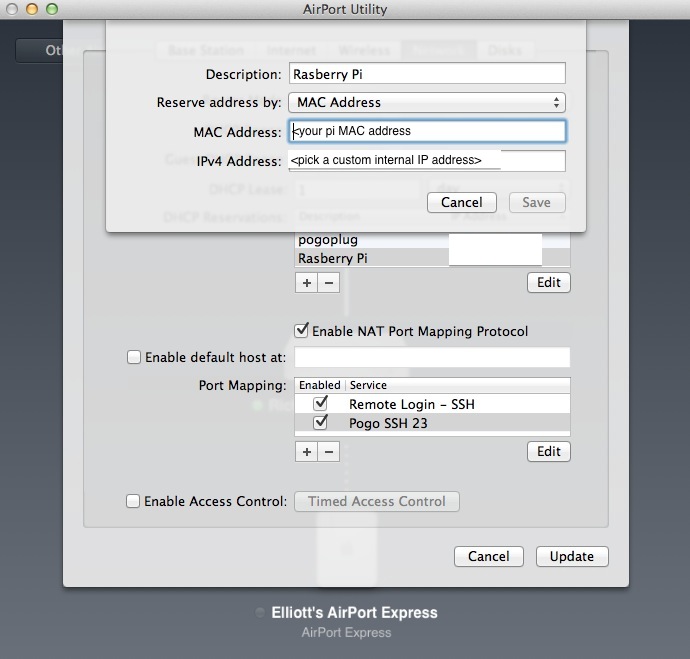 AirPort Utility
Base Station Internet Wireless Network Disks
Description: Rasberry Pi
Reserve address by: MAC Address
MAC Address: <your pi MAC address
IPv4 Address: <pick a custom internal IP address>
DHCP Lease: 1 day
Cancel Save
DHCP Reservations: Description IP Address
pogoplug
Rasberry Pi
+ − Edit
Enable NAT Port Mapping Protocol
Enable default host at:
Port Mapping: Enabled Service
Remote Login – SSH
Pogo SSH 23
+ − Edit
Enable Access Control: Timed Access Control
Cancel Update
Elliott's AirPort Express
AirPort Express